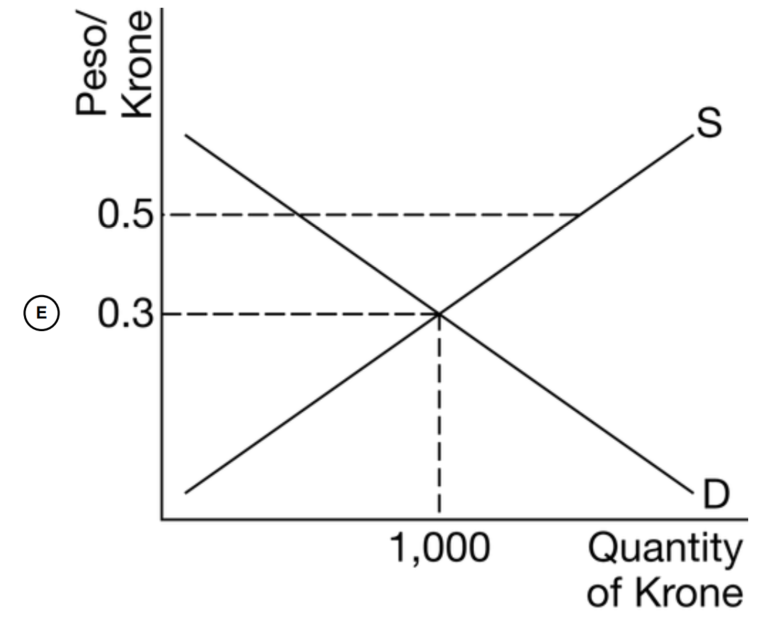 Peso/
Krone
S
0.5
E
0.3
D
1,000
Quantity
of Krone